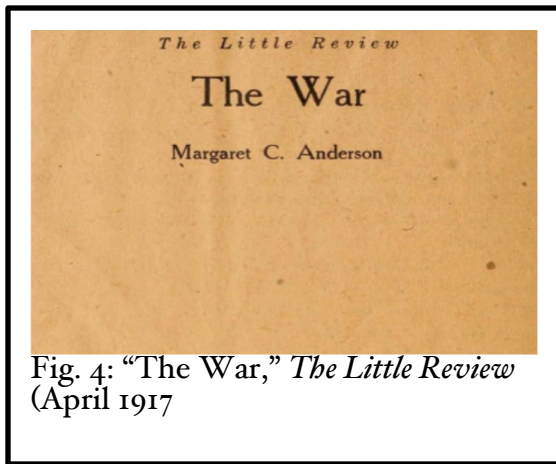 The Little Review
The War
Margaret C. Anderson
Fig. 4: “The War,” The Little Review
(April 1917